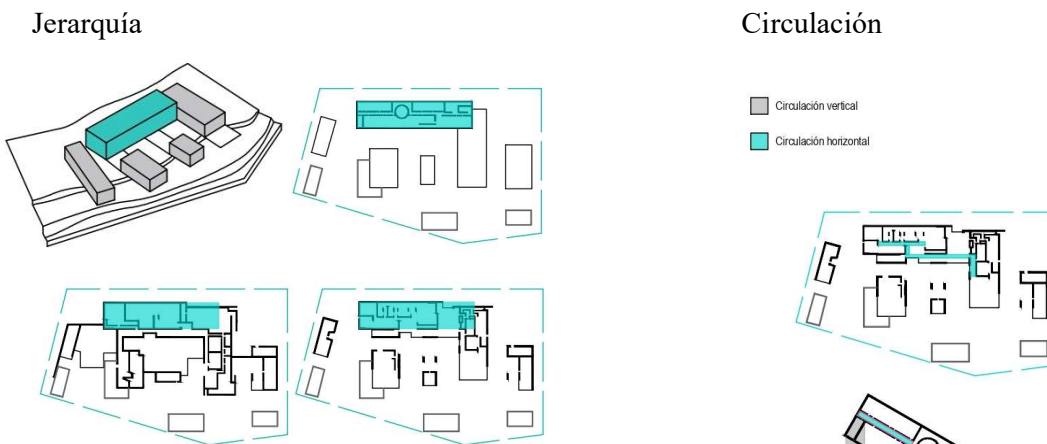 Jerarquía
Circulación
Circulación vertical
Circulación horizontal